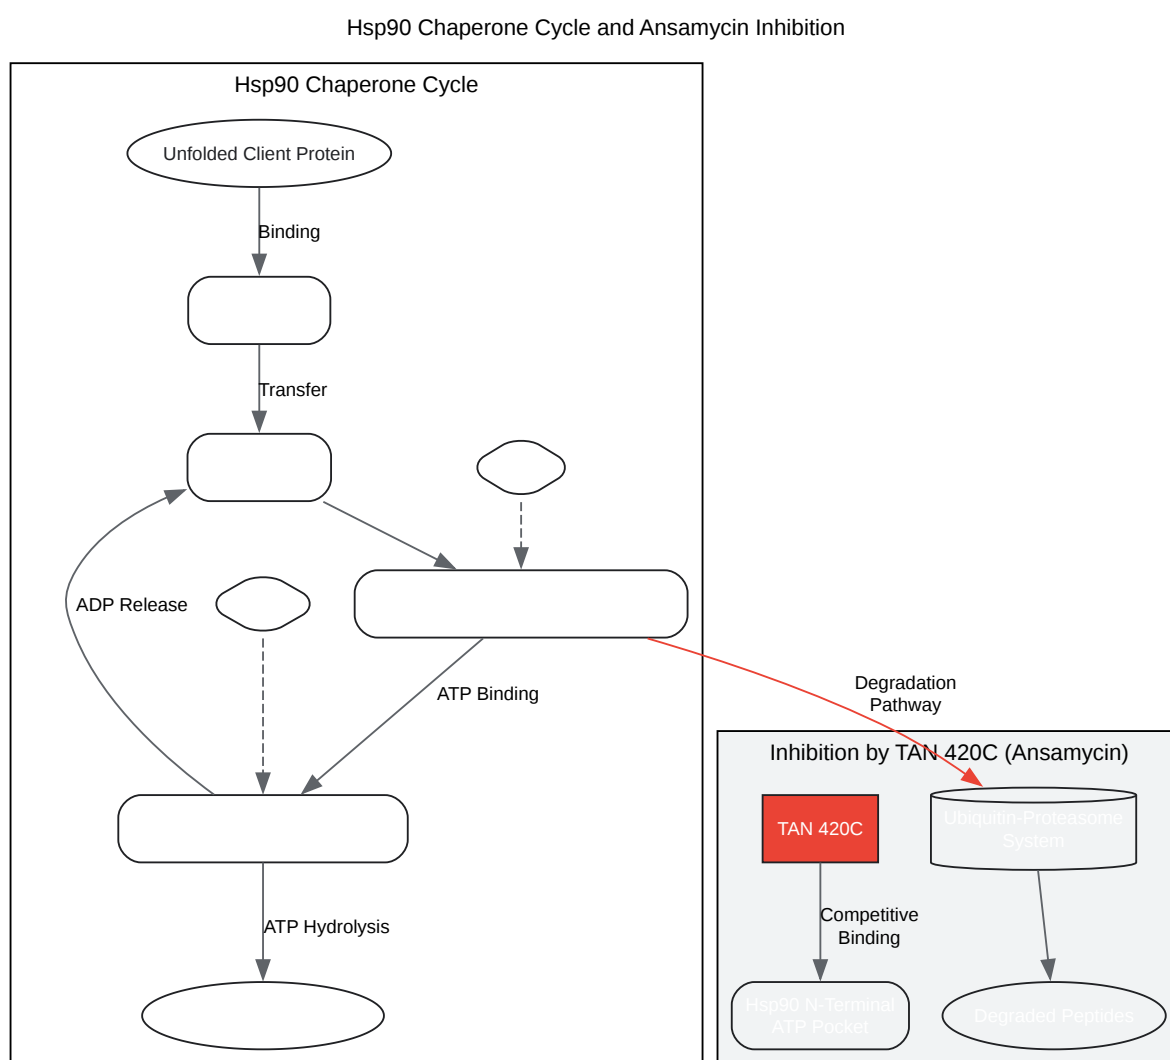 Hsp90 Chaperone Cycle and Ansamycin Inhibition
Hsp90 Chaperone Cycle
Unfolded Client Protein
Binding
Transfer
ADP Release
ATP Binding
Degradation
Pathway
Inhibition by TAN 420C (Ansamycin)
TAN 420C
Ubiquitin-Proteasome
System
Competitive
Binding
ATP Hydrolysis
Hsp90 N-Terminal
ATP Pocket
Degraded Peptides